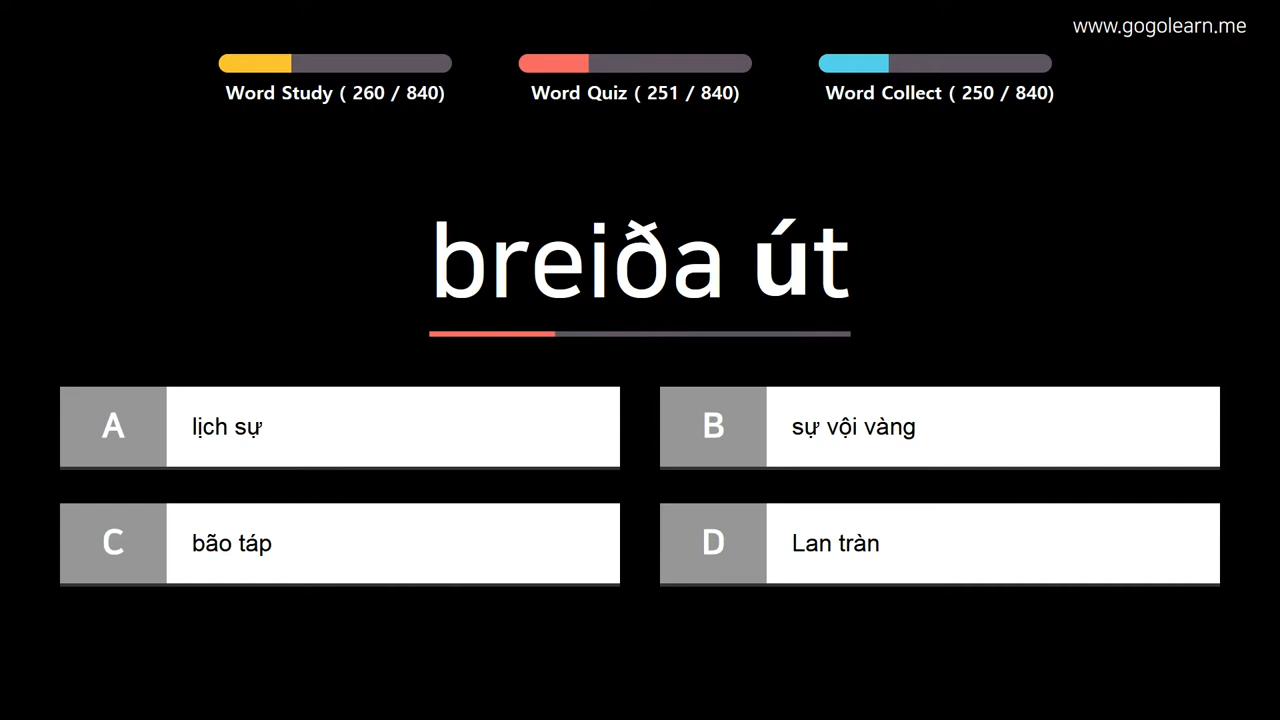 www.gogolearn.me
Word Study ( 260 / 840)
Word Quiz ( 251 / 840)
Word Collect ( 250 / 840)
breiða út
A lịch sự
B sự vội vàng
C bão táp
D Lan tràn